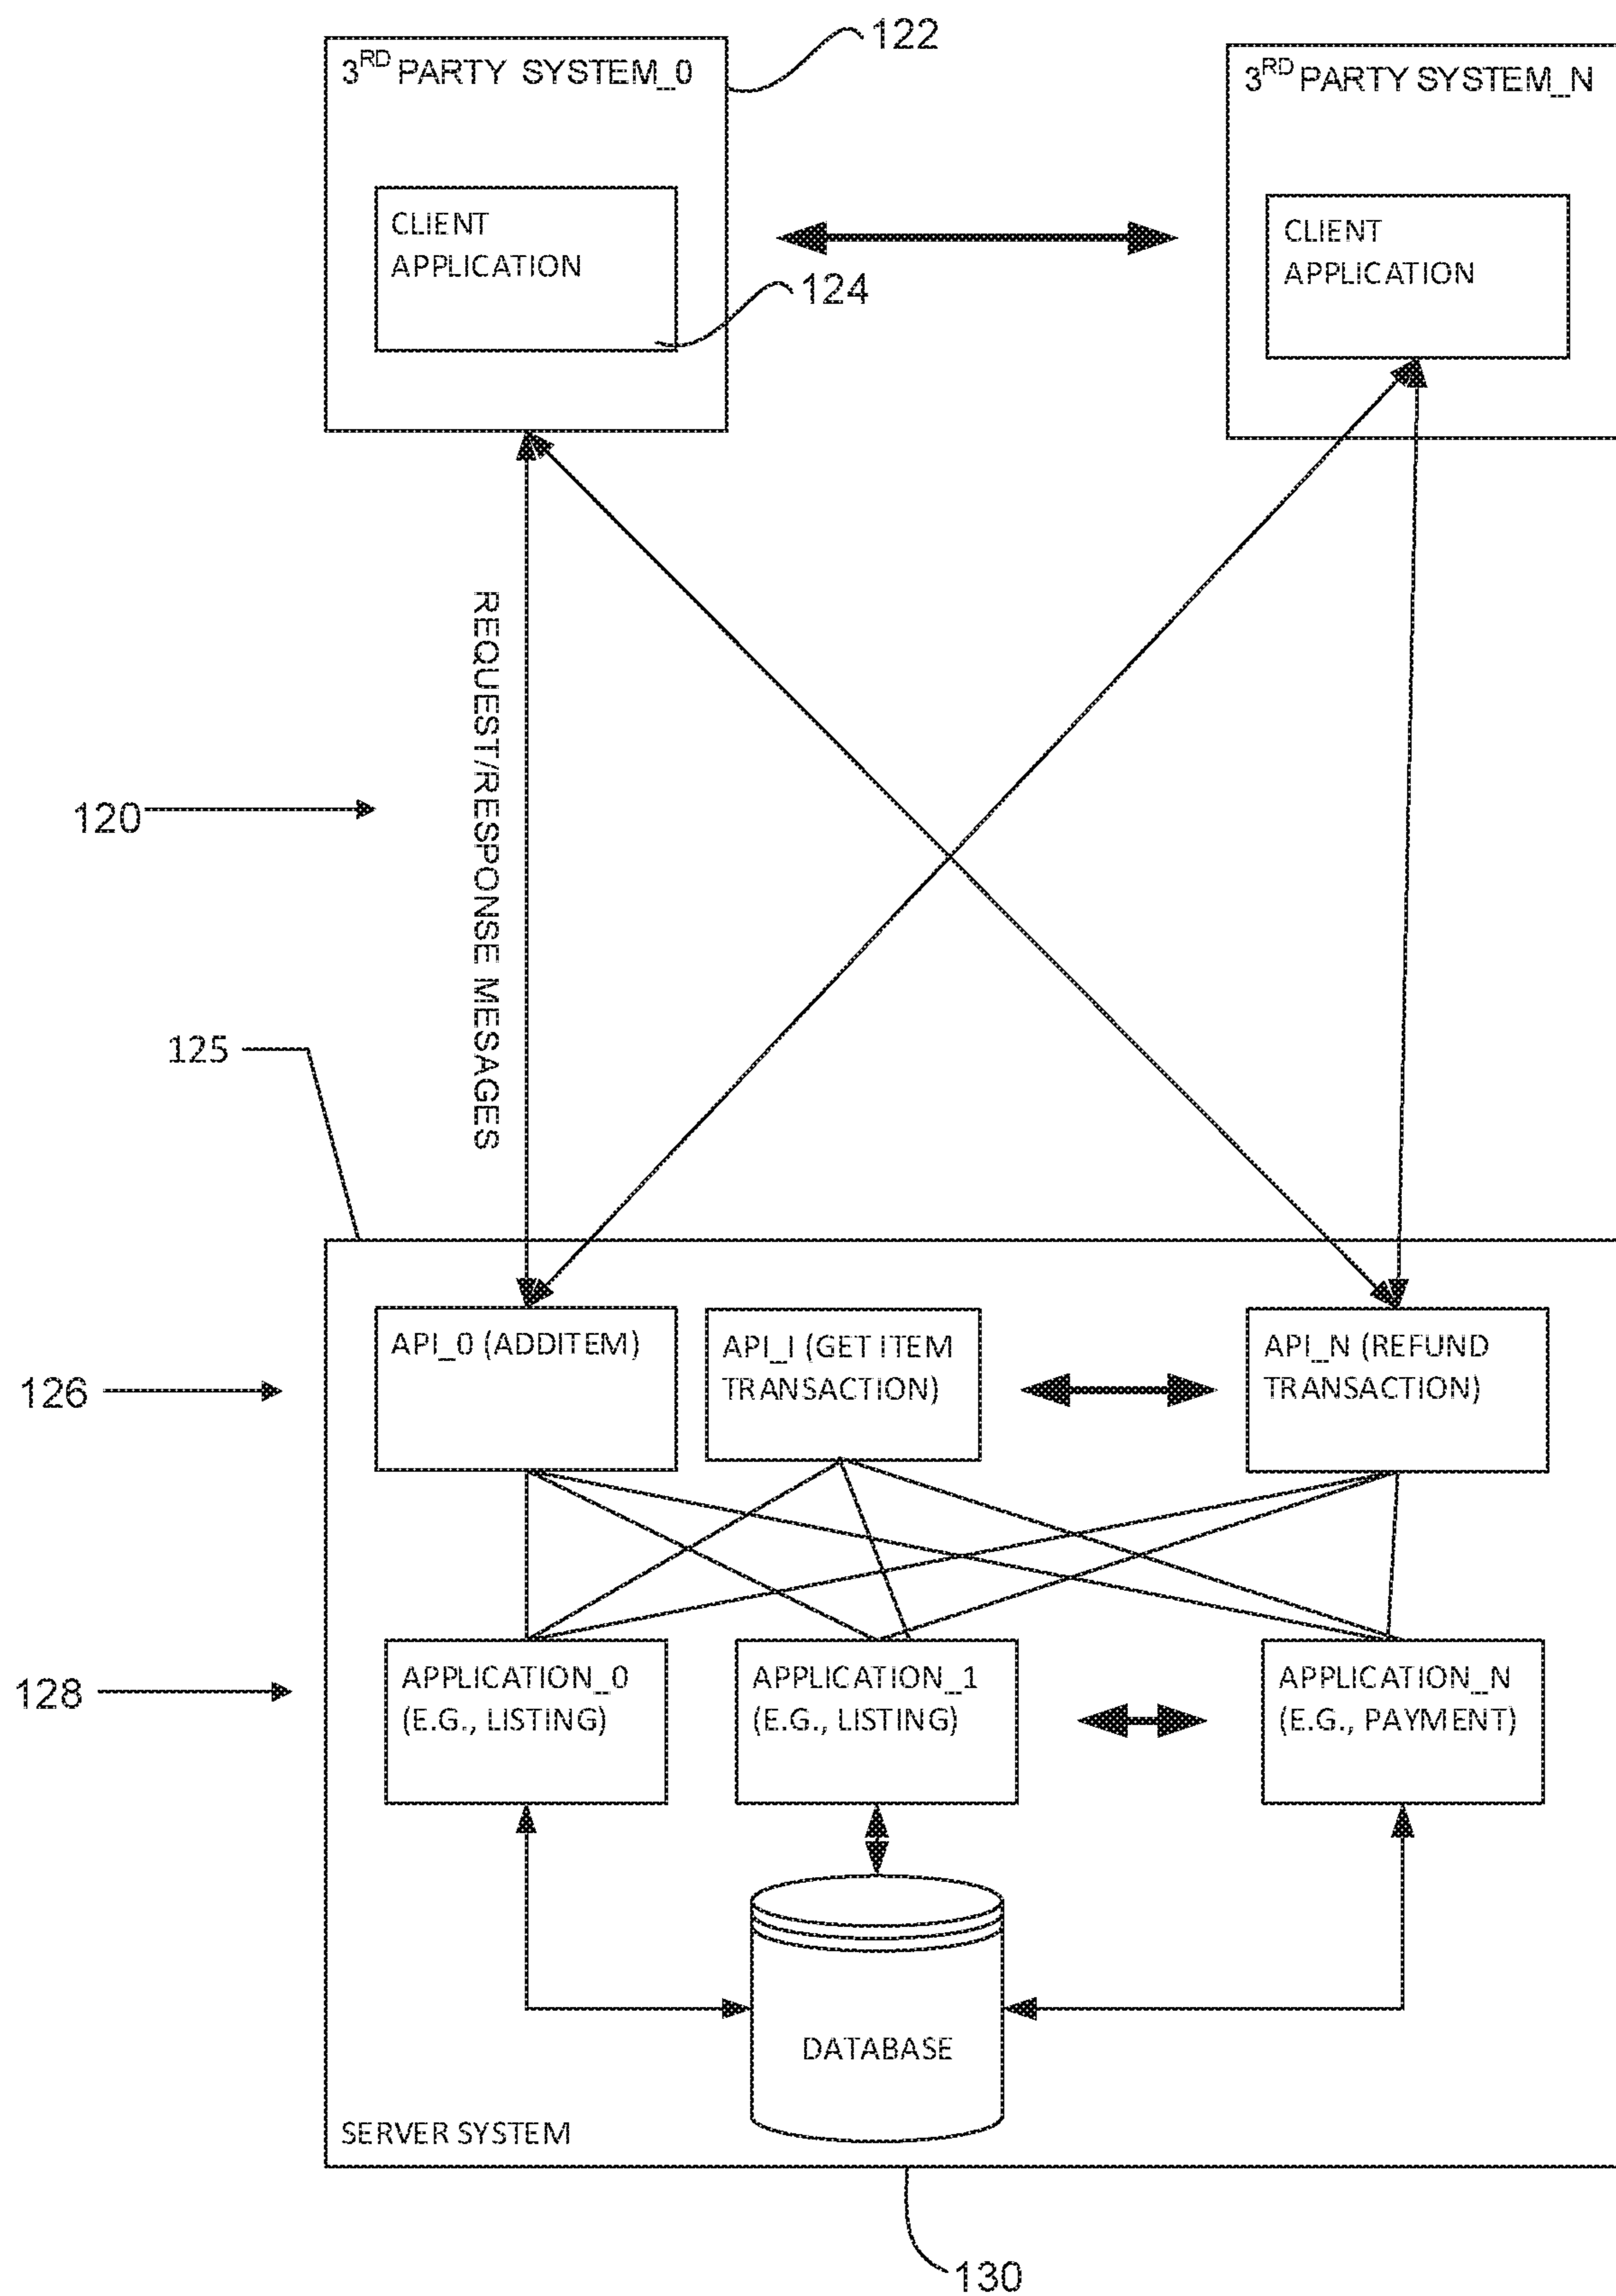 122
3RD PARTY SYSTEM_0
3RD PARTY SYSTEM_N
CLIENT
APPLICATION
CLIENT
APPLICATION
124
REQUEST/RESPONSE MESSAGES
120
125
API_0 (ADDITEM)
API_I (GET ITEM
TRANSACTION)
API_N (REFUND
TRANSACTION)
126
APPLICATION_0
(E.G., LISTING)
APPLICATION_1
(E.G., LISTING)
APPLICATION_N
(E.G., PAYMENT)
128
DATABASE
SERVER SYSTEM
130